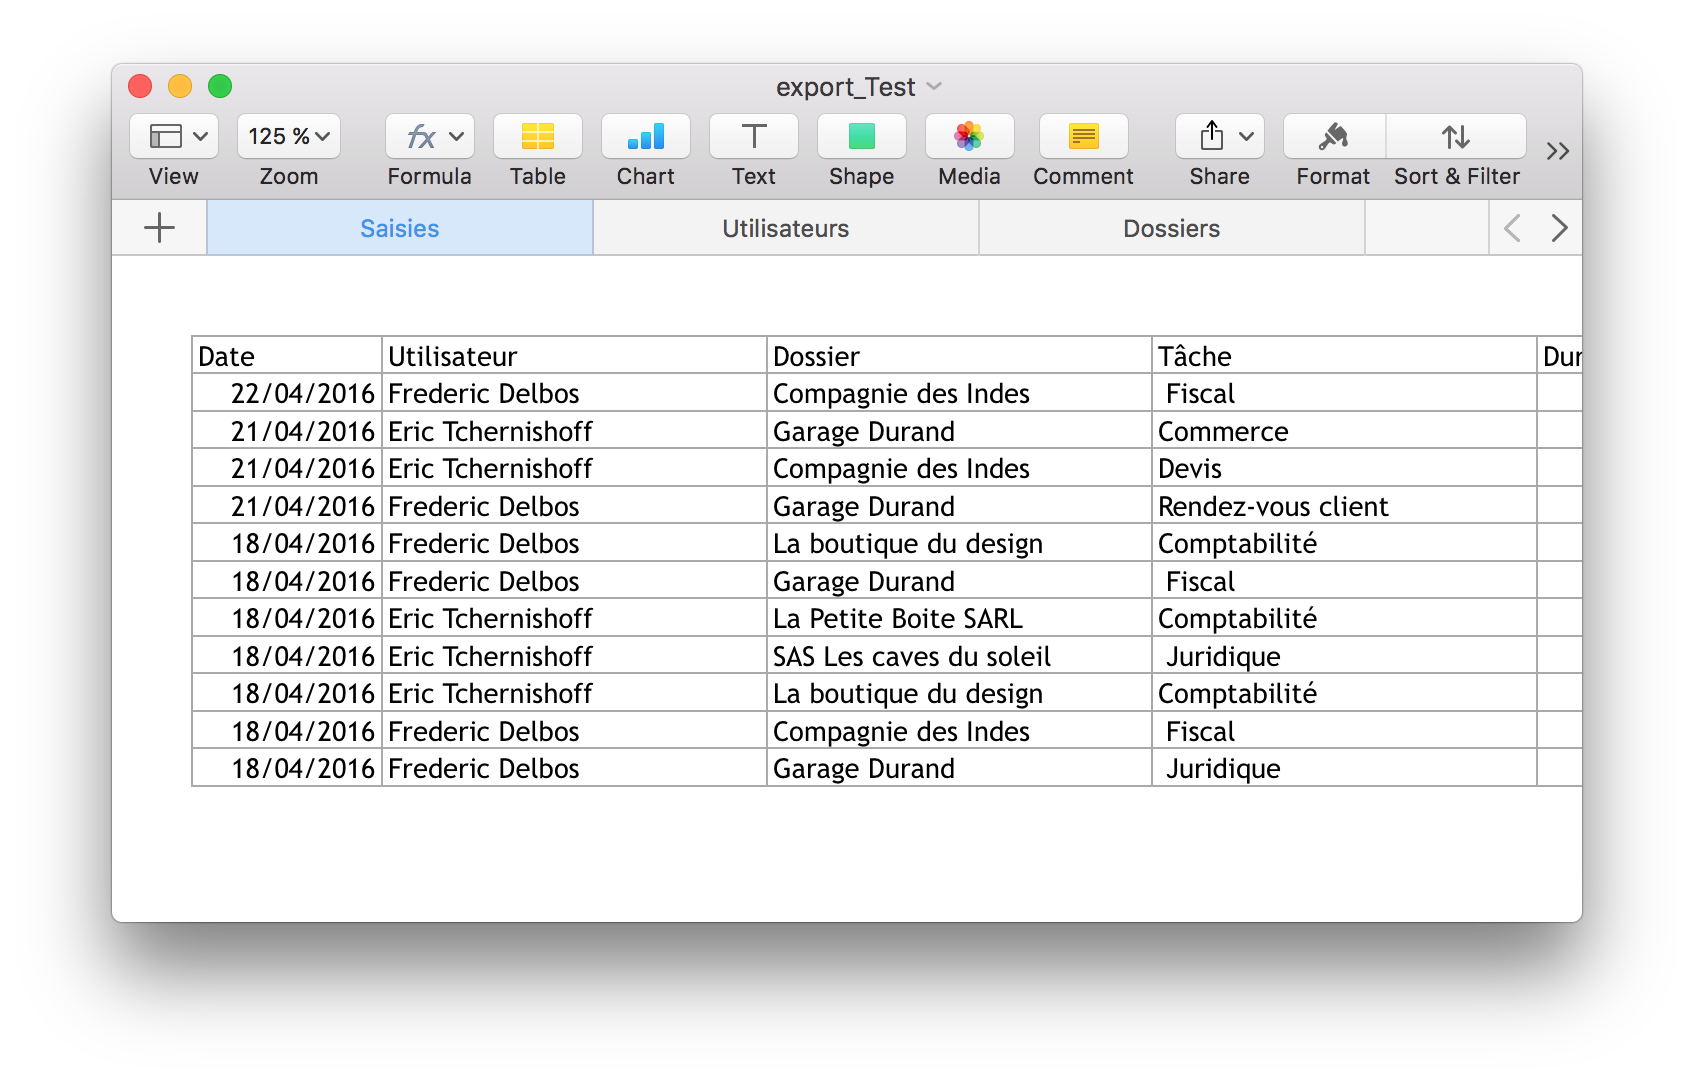 export_Test
125 %
View Zoom Formula Table Chart Text Shape Media Comment Share Format Sort & Filter
Saisies Utilisateurs Dossiers
Date Utilisateur Dossier Tâche Dur
22/04/2016 Frederic Delbos Compagnie des Indes Fiscal
21/04/2016 Eric Tchernishoff Garage Durand Commerce
21/04/2016 Eric Tchernishoff Compagnie des Indes Devis
21/04/2016 Frederic Delbos Garage Durand Rendez-vous client
18/04/2016 Frederic Delbos La boutique du design Comptabilité
18/04/2016 Frederic Delbos Garage Durand Fiscal
18/04/2016 Eric Tchernishoff La Petite Boite SARL Comptabilité
18/04/2016 Eric Tchernishoff SAS Les caves du soleil Juridique
18/04/2016 Eric Tchernishoff La boutique du design Comptabilité
18/04/2016 Frederic Delbos Compagnie des Indes Fiscal
18/04/2016 Frederic Delbos Garage Durand Juridique